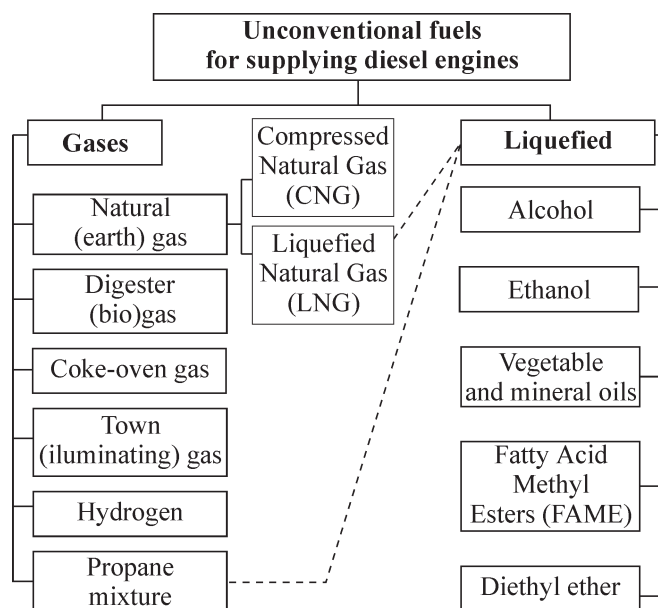 Unconventional fuels
for supplying diesel engines
Gases
Natural
(earth) gas
Digester
(bio)gas
Coke-oven gas
Town
(iluminating) gas
Hydrogen
Propane
mixture
Compressed
Natural Gas
(CNG)
Liquefied
Natural Gas
(LNG)
Liquefied
Alcohol
Ethanol
Vegetable
and mineral oils
Fatty Acid
Methyl
Esters (FAME)
Diethyl ether